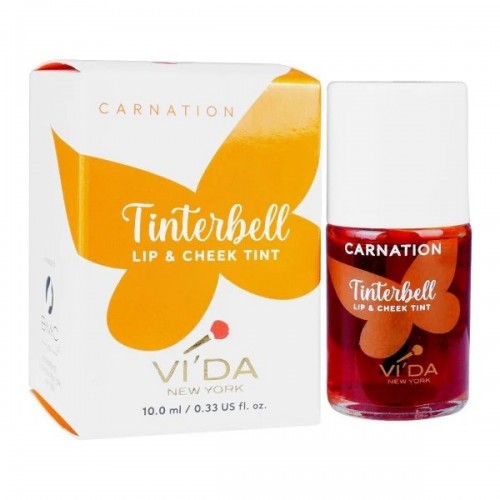 CARNATION
Tinterbell
LIP & CHEEK TINT
VI'DA
NEW YORK
10.0 ml / 0.33 US fl. oz.
CARNATION
Tinterbell
LIP & CHEEK TINT
VI'DA
NEW YORK